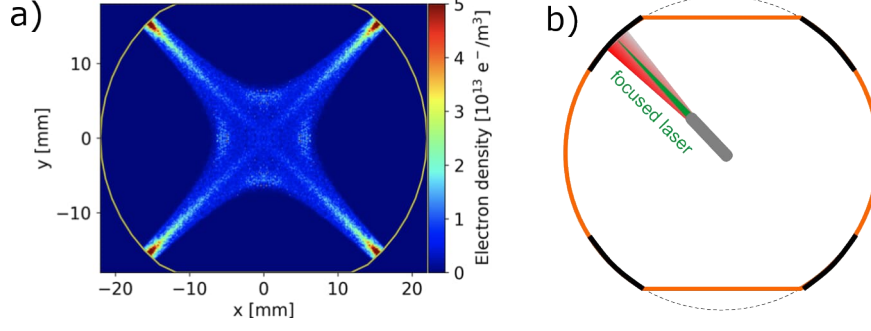 a)
10
0
−10
y [mm]
−20
−10
0
10
20
x [mm]
5
4
3
2
1
0
Electron density [10¹³ e⁻/m³]
b)
focused laser